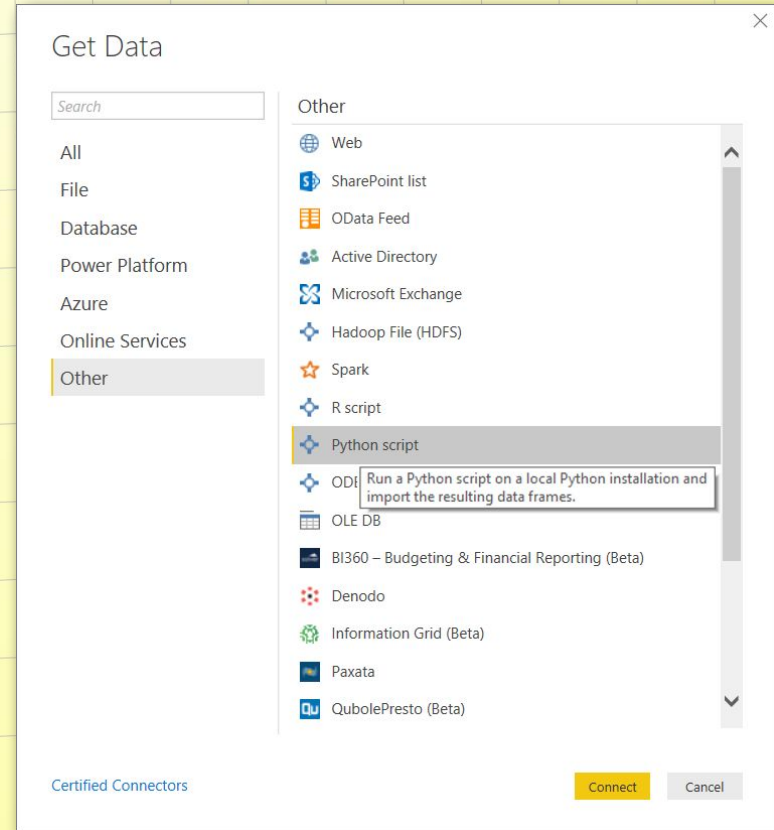 Get Data
Search
All
File
Database
Power Platform
Azure
Online Services
Other
Other
Web
SharePoint list
OData Feed
Active Directory
Microsoft Exchange
Hadoop File (HDFS)
Spark
R script
Python script
Run a Python script on a local Python installation and
import the resulting data frames.
OLE DB
BI360 – Budgeting & Financial Reporting (Beta)
Denodo
Information Grid (Beta)
Paxata
QubolePresto (Beta)
Certified Connectors
Connect
Cancel